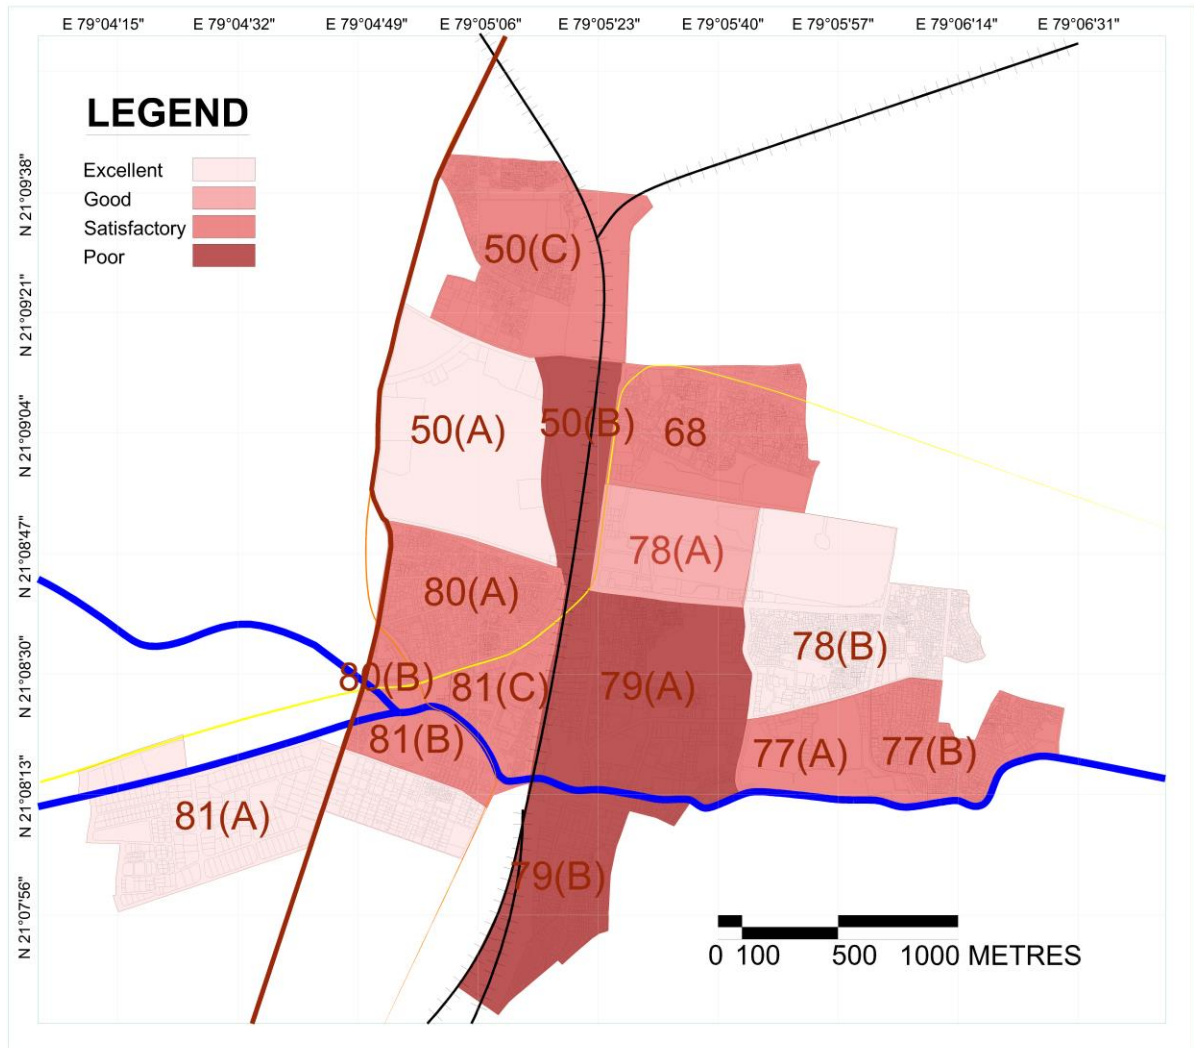 E 79°04'15" E 79°04'32" E 79°04'49" E 79°05'06" E 79°05'23" E 79°05'40" E 79°05'57" E 79°06'14" E 79°06'31"
LEGEND
Excellent
Good
Satisfactory
Poor
N 21°09'38"
N 21°09'21"
N 21°09'04"
N 21°08'47"
N 21°08'30"
N 21°08'13"
N 21°07'56"
50(C)
50(A)
50(B)
68
78(A)
80(A)
78(B)
80(B)
81(C)
79(A)
81(B)
77(A)
77(B)
81(A)
79(B)
0 100 500 1000 METRES